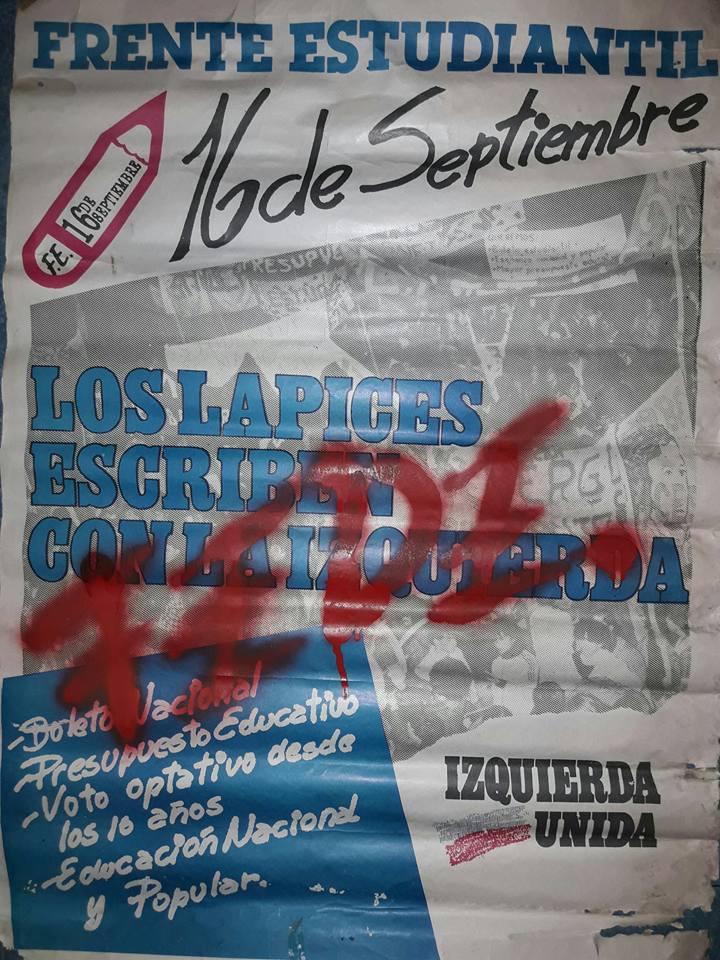 FRENTE ESTUDIANTIL
16 de Septiembre
F.E. 16 DE SEPTIEMBRE
PRESUPUE
LOS LAPICES
ESCRIBEN
CON LA IZQUIERDA
- Boleto Nacional
- Presupuesto Educativo
- Voto optativo desde
los 16 años
- Educación Nacional
y Popular.
IZQUIERDA
UNIDA